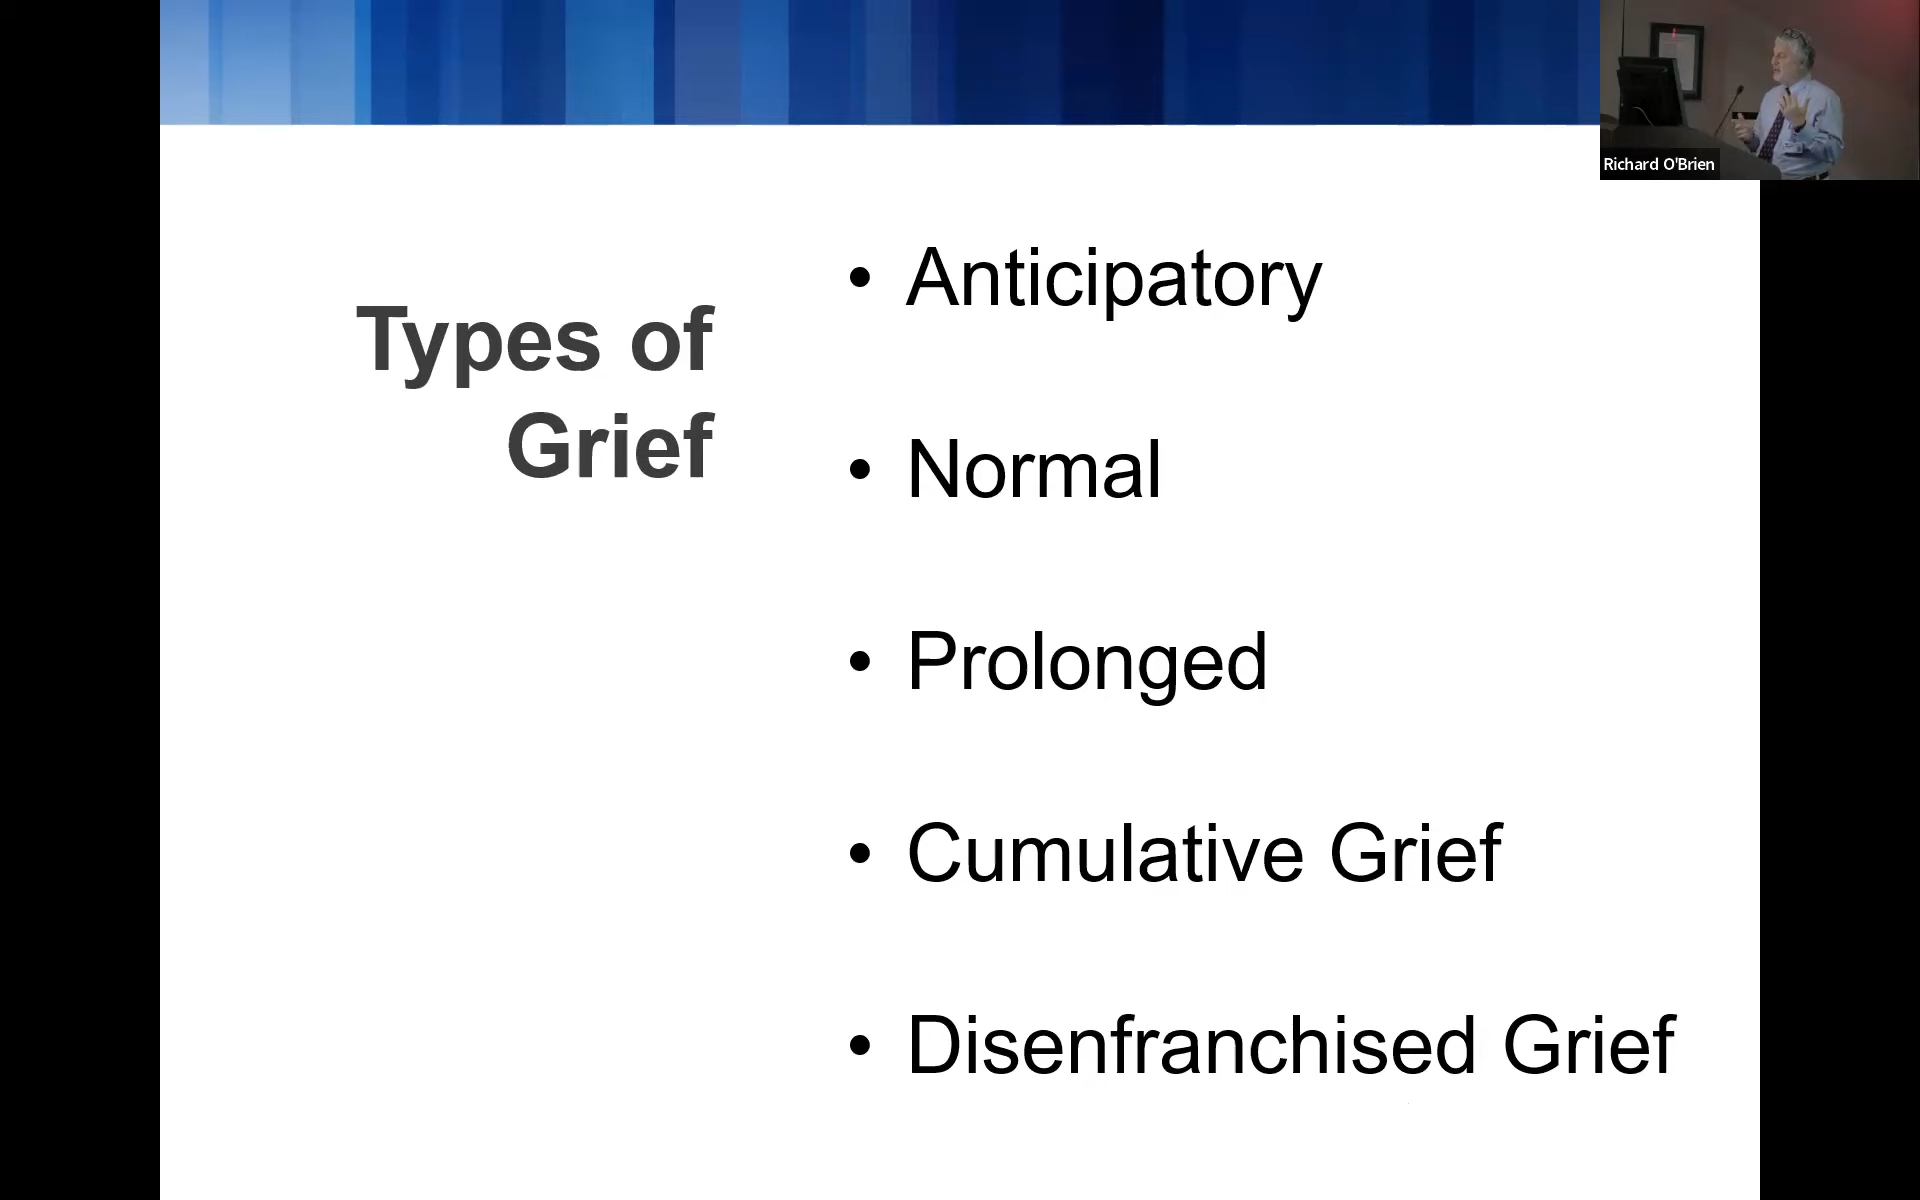 Types of
Grief
• Anticipatory
• Normal
• Prolonged
• Cumulative Grief
• Disenfranchised Grief
Richard O'Brien